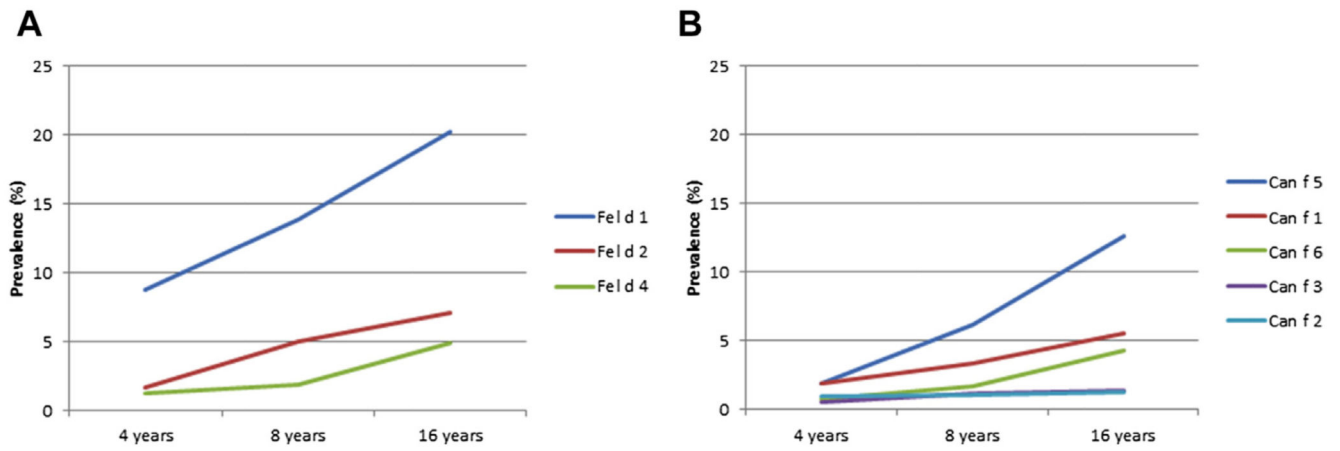 A
25
20
15
10
5
0
Prevalence (%)
4 years
8 years
16 years
Fel d 1
Fel d 2
Fel d 4
B
25
20
15
10
5
0
Prevalence (%)
4 years
8 years
16 years
Can f 5
Can f 1
Can f 6
Can f 3
Can f 2